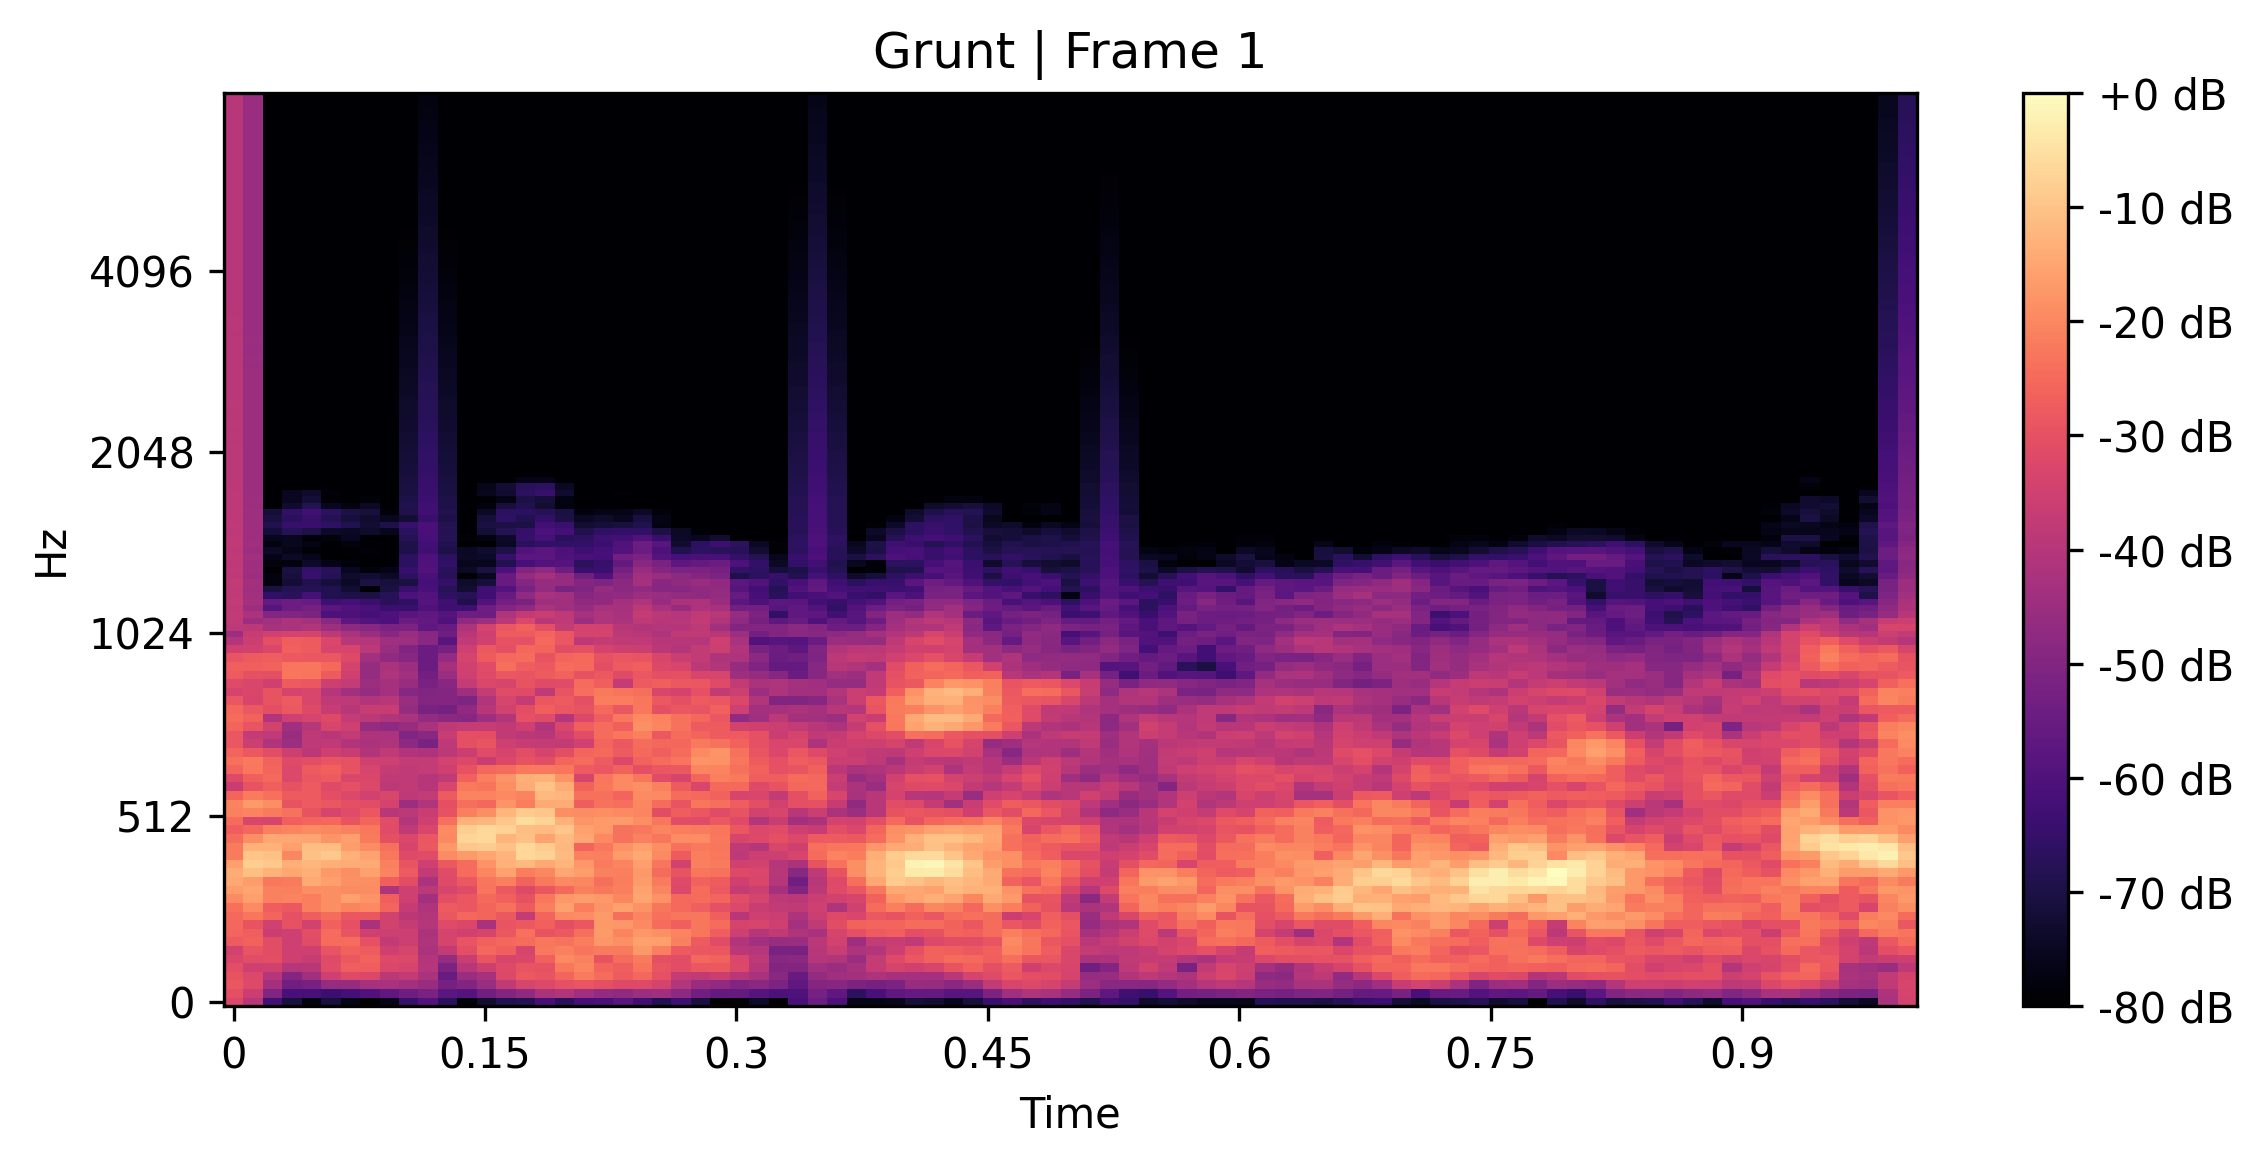 Grunt | Frame 1
+0 dB
-10 dB
-20 dB
-30 dB
-40 dB
-50 dB
-60 dB
-70 dB
-80 dB
4096
2048
1024
512
0
Hz
0 0.15 0.3 0.45 0.6 0.75 0.9
Time